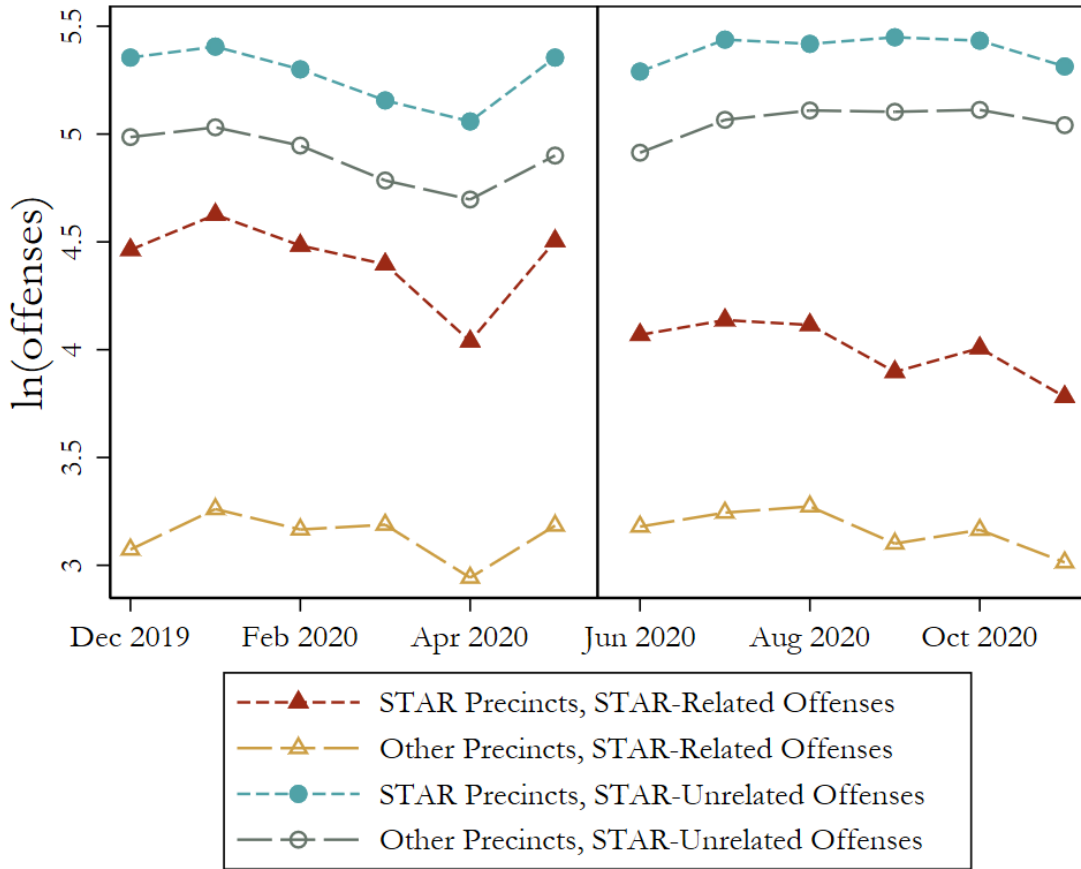 ln(offenses)
5.5
5
4.5
4
3.5
3
Dec 2019 Feb 2020 Apr 2020 Jun 2020 Aug 2020 Oct 2020
STAR Precincts, STAR-Related Offenses
Other Precincts, STAR-Related Offenses
STAR Precincts, STAR-Unrelated Offenses
Other Precincts, STAR-Unrelated Offenses